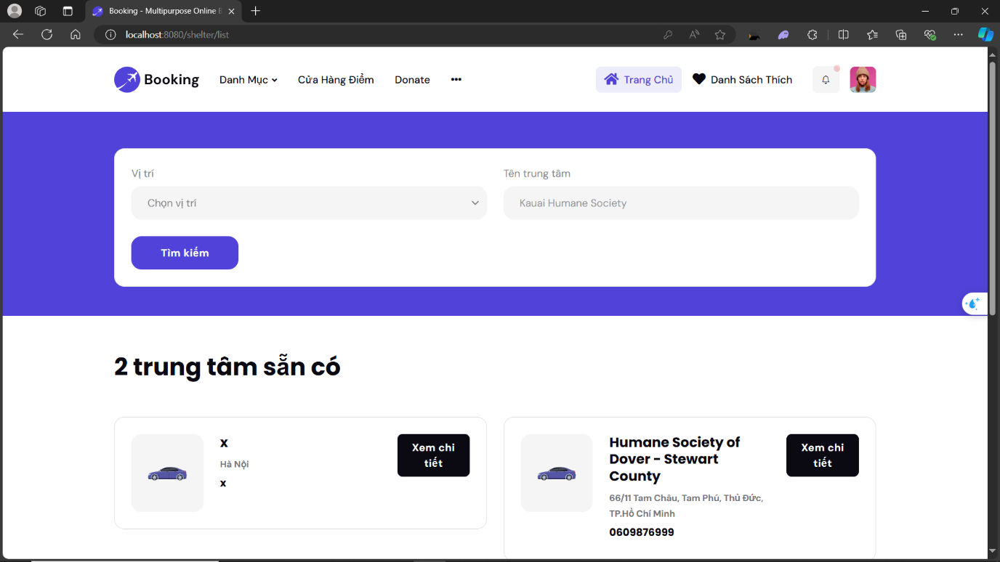 Booking - Multipurpose Online B
localhost:8080/shelter/list
Booking
Danh Mục
Cửa Hàng Điểm
Donate
•••
Trang Chủ
Danh Sách Thích
Vị trí
Tên trung tâm
Chọn vị trí
Kauai Humane Society
Tìm kiếm
2 trung tâm sẵn có
x
Hà Nội
x
Xem chi
tiết
Humane Society of
Dover - Stewart
County
66/11 Tam Châu, Tam Phú, Thủ Đức,
TP.Hồ Chí Minh
0609876999
Xem chi
tiết